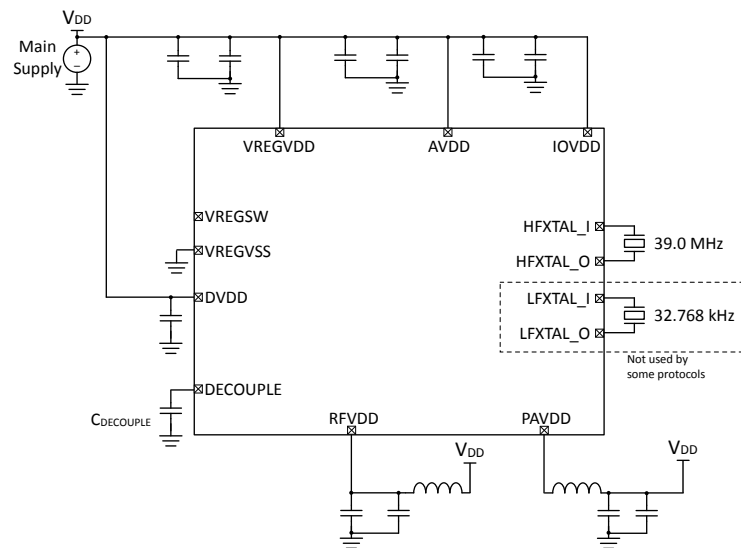 VDD
Main
Supply
+
−
VREGVDD
AVDD
IOVDD
VREGSW
VREGVSS
DVDD
DECOUPLE
CDECOUPLE
HFXTAL_I
39.0 MHz
HFXTAL_O
LFXTAL_I
32.768 kHz
LFXTAL_O
Not used by
some protocols
RFVDD
PAVDD
VDD
VDD